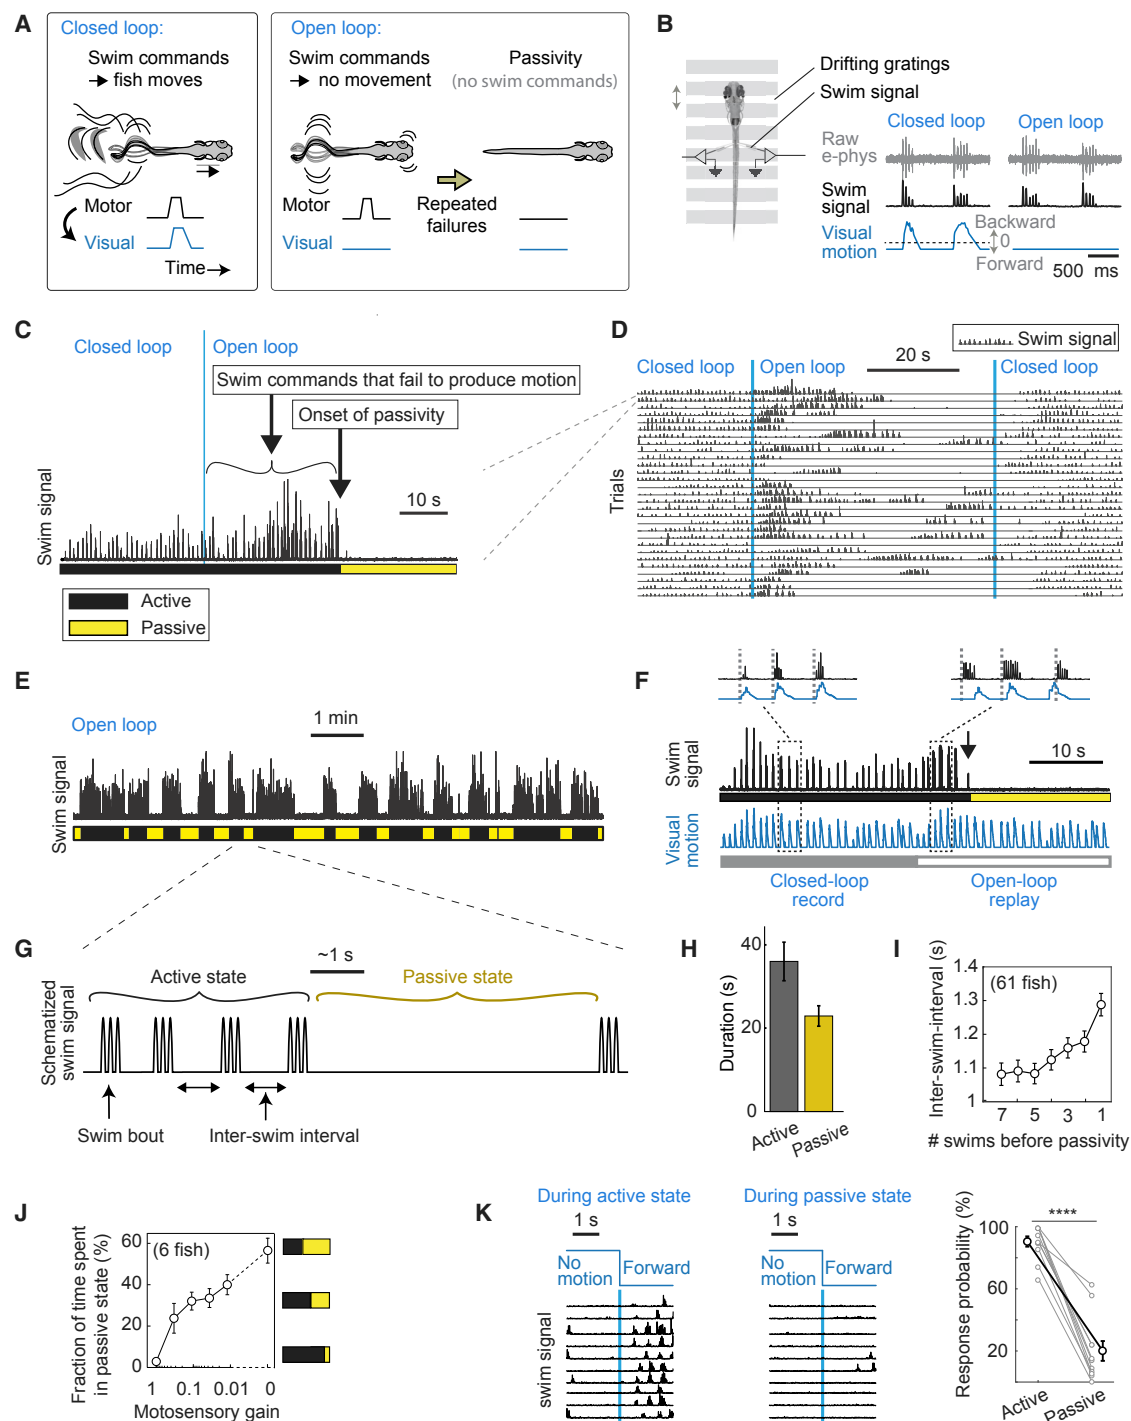 A
Closed loop:
Swim commands
fish moves
Motor
Visual
Time
Open loop:
Swim commands
no movement
Passivity
(no swim commands)
Motor
Visual
Repeated
failures
B
Drifting gratings
Swim signal
Closed loop
Open loop
Raw
e-phys
Swim
signal
Visual
motion
Backward
0
Forward
500 ms
C
Closed loop
Open loop
Swim commands that fail to produce motion
Onset of passivity
10 s
Swim signal
Active
Passive
D
Swim signal
20 s
Closed loop
Open loop
Closed loop
Trials
E
Open loop
1 min
Swim signal
F
10 s
Swim
signal
Visual
motion
Closed-loop
record
Open-loop
replay
G
~1 s
Active state
Passive state
Schematized
swim signal
Swim bout
Inter-swim interval
H
Duration (s)
40
20
0
Active
Passive
I
Inter-swim-interval (s)
1.4
1.3
1.2
1.1
1
(61 fish)
7 5 3 1
# swims before passivity
J
Fraction of time spent
in passive state (%)
60
40
20
0
(6 fish)
1 0.1 0.01 0
Motosensory gain
K
During active state
1 s
No
motion
Forward
swim signal
During passive state
1 s
No
motion
Forward
Response probability (%)
****
100
60
20
Active
Passive